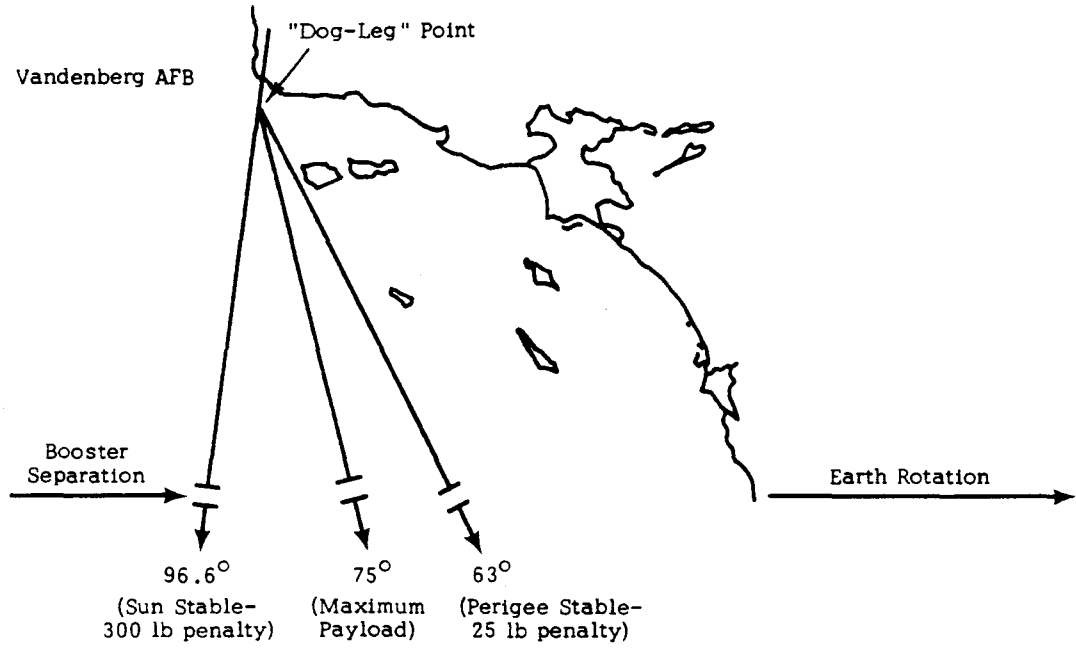 "Dog-Leg" Point
Vandenberg AFB
Booster
Separation
Earth Rotation
96.6°
(Sun Stable-
300 lb penalty)
75°
(Maximum
Payload)
63°
(Perigee Stable-
25 lb penalty)